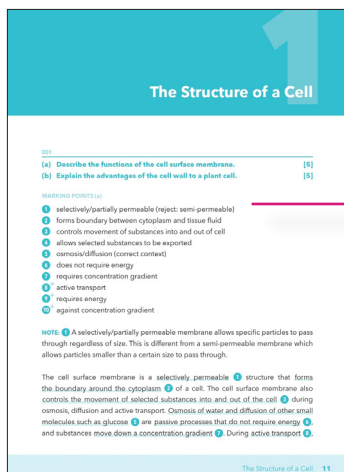 1
The Structure of a Cell
001
(a) Describe the functions of the cell surface membrane. [5]
(b) Explain the advantages of the cell wall to a plant cell. [5]
MARKING POINTS (a)
1 selectively/partially permeable (reject: semi-permeable)
2 forms boundary between cytoplasm and tissue fluid
3 controls movement of substances into and out of cell
4 allows selected substances to be exported
5 osmosis/diffusion (correct context)
6 does not require energy
7 requires concentration gradient
8 active transport
9 requires energy
10 against concentration gradient
NOTE: 1 A selectively/partially permeable membrane allows specific particles to pass
through regardless of size. This is different from a semi-permeable membrane which
allows particles smaller than a certain size to pass through.
The cell surface membrane is a selectively permeable 1 structure that forms
the boundary around the cytoplasm 2 of a cell. The cell surface membrane also
controls the movement of selected substances into and out of the cell 3 during
osmosis, diffusion and active transport. Osmosis of water and diffusion of other small
molecules such as glucose 5 are passive processes that do not require energy 6,
and substances move down a concentration gradient 7. During active transport 8,
The Structure of a Cell 11